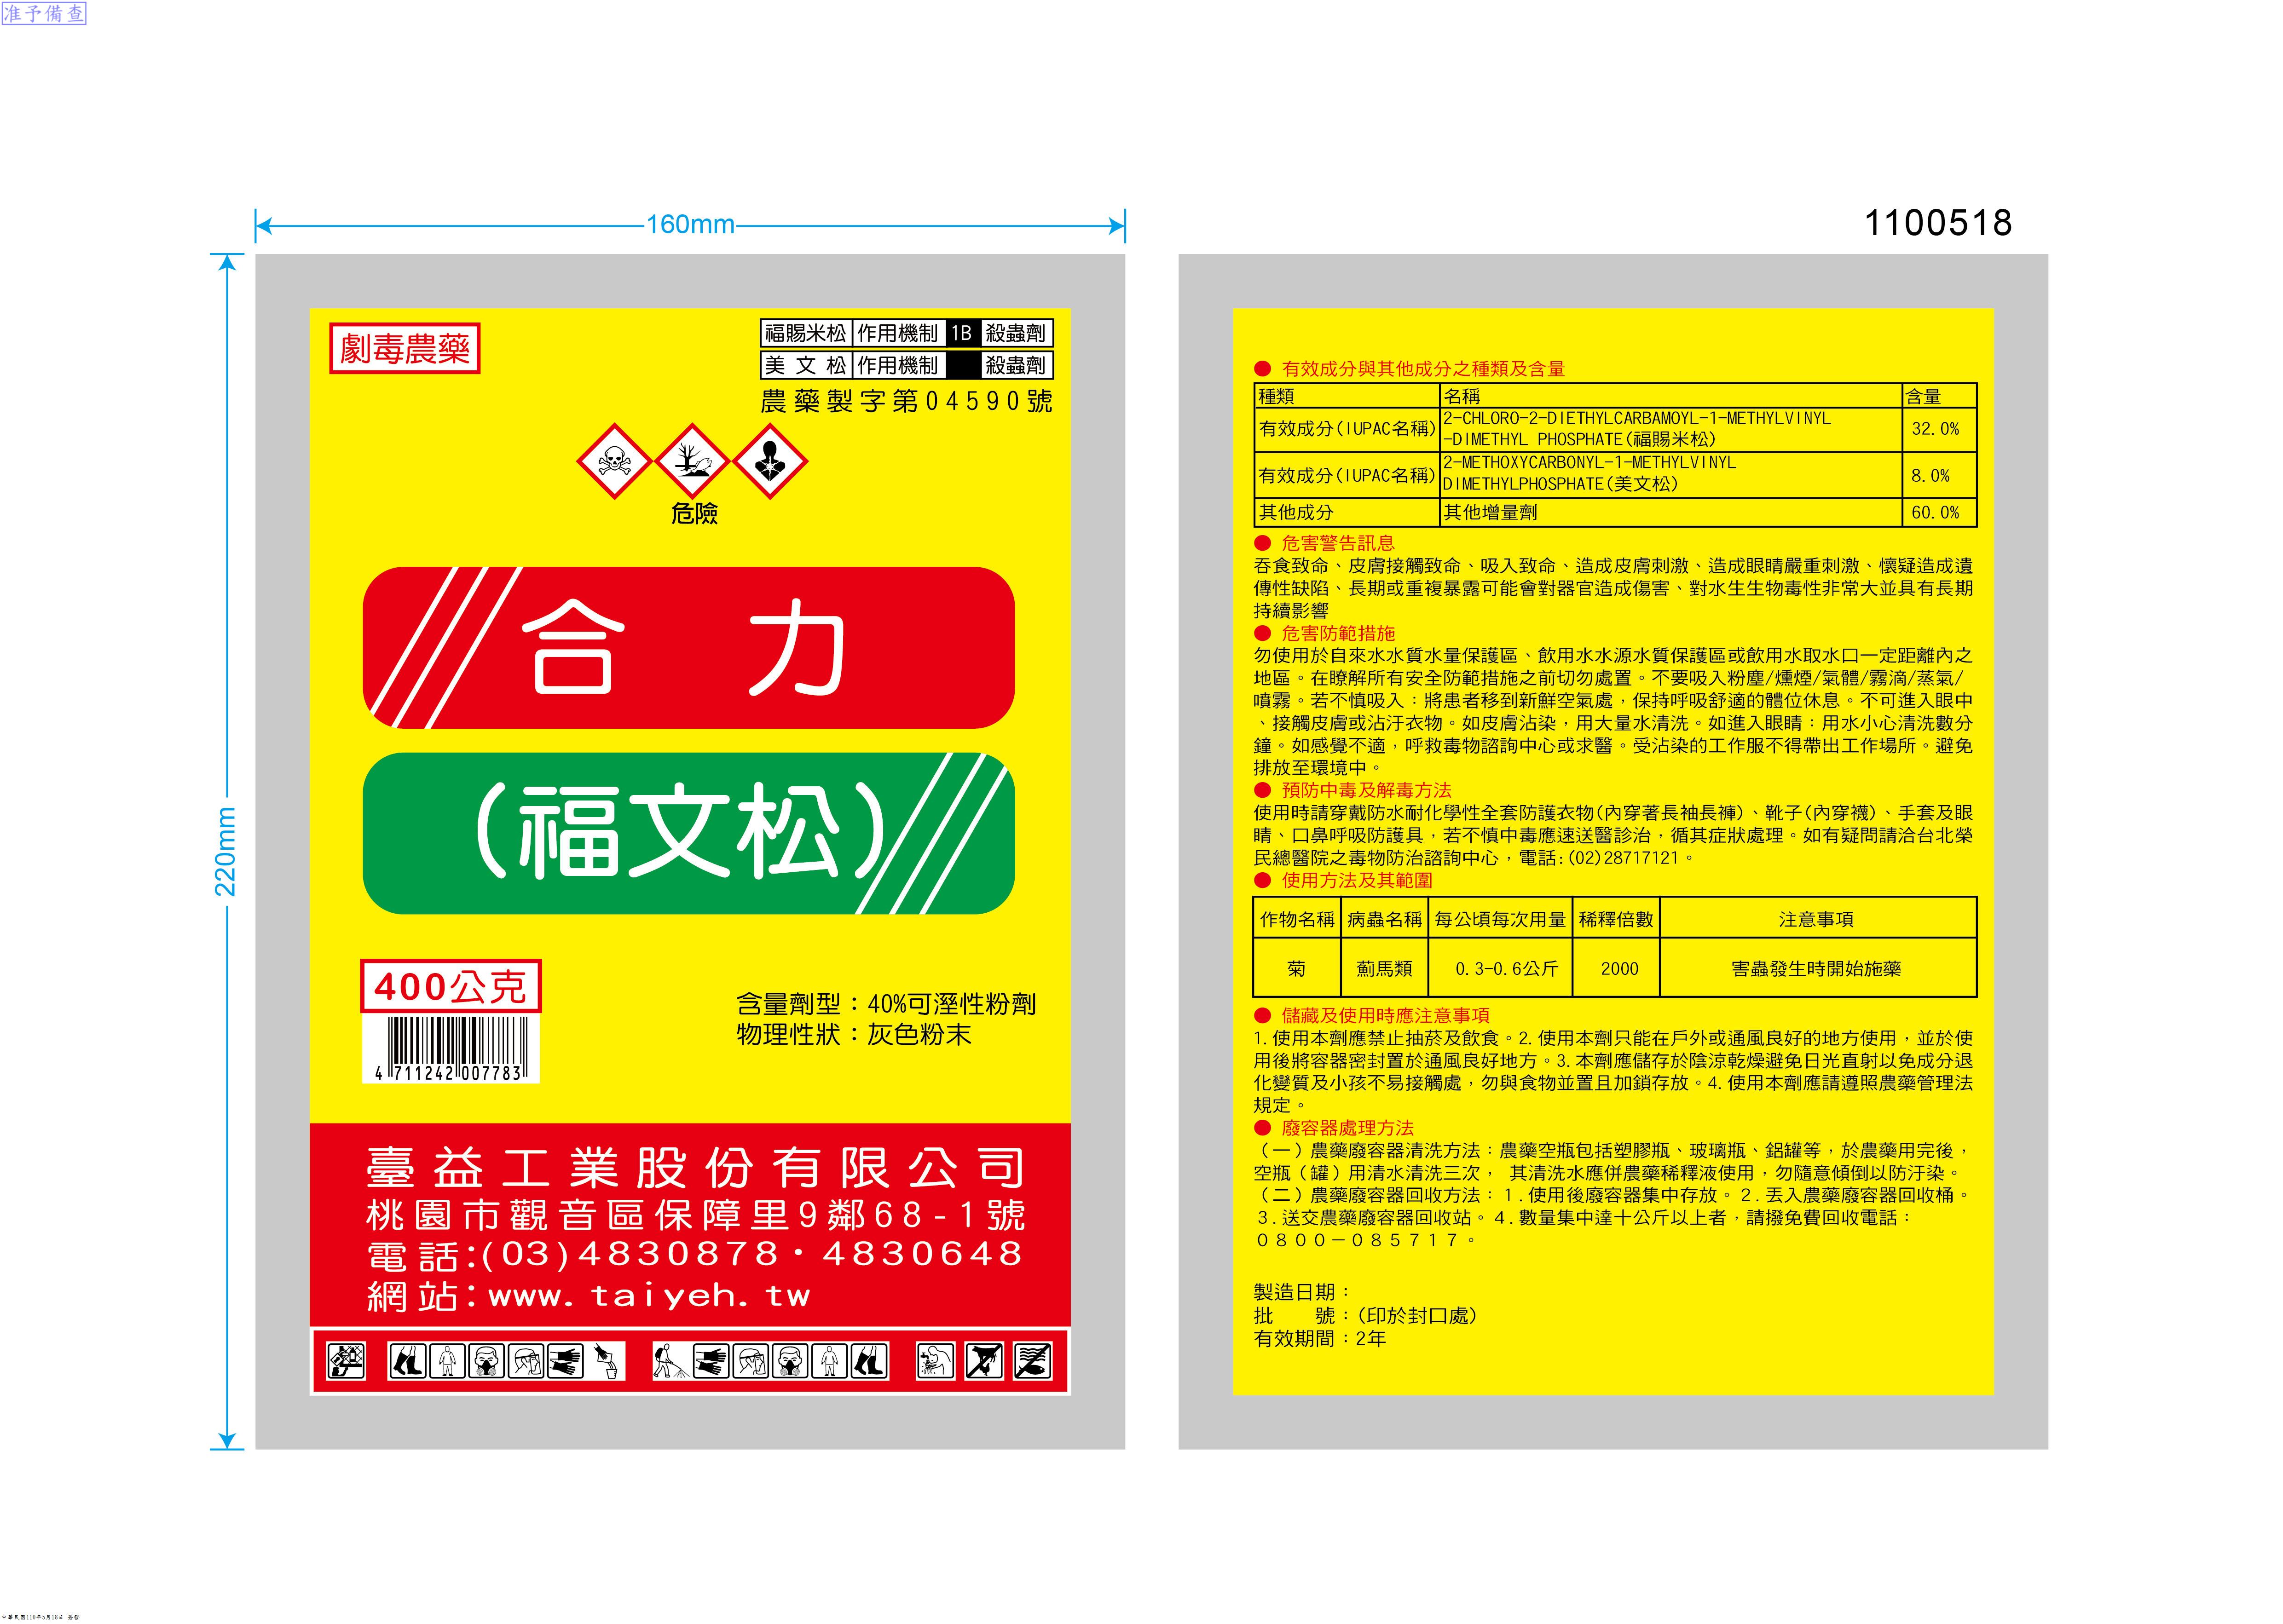 准予備查
160mm
1100518
220mm
劇毒農藥
福賜米松 作用機制 1B 殺蟲劑
美文松 作用機制 殺蟲劑
農藥製字第04590號
危險
合力
(福文松)
400公克
4 711242 007783
含量劑型：40%可溼性粉劑
物理性狀：灰色粉末
臺益工業股份有限公司
桃園市觀音區保障里9鄰68-1號
電話:(03)4830878·4830648
網站:www.taiyeh.tw
● 有效成分與其他成分之種類及含量
種類 名稱 含量
有效成分(IUPAC名稱) 2-CHLORO-2-DIETHYLCARBAMOYL-1-METHYLVINYL
-DIMETHYL PHOSPHATE(福賜米松) 32.0%
有效成分(IUPAC名稱) 2-METHOXYCARBONYL-1-METHYLVINYL
DIMETHYLPHOSPHATE(美文松) 8.0%
其他成分 其他增量劑 60.0%
● 危害警告訊息
吞食致命、皮膚接觸致命、吸入致命、造成皮膚刺激、造成眼睛嚴重刺激、懷疑造成遺
傳性缺陷、長期或重複暴露可能會對器官造成傷害、對水生生物毒性非常大並具有長期
持續影響
● 危害防範措施
勿使用於自來水水質水量保護區、飲用水水源水質保護區或飲用水取水口一定距離內之
地區。在瞭解所有安全防範措施之前切勿處置。不要吸入粉塵/燻煙/氣體/霧滴/蒸氣/
噴霧。若不慎吸入：將患者移到新鮮空氣處，保持呼吸舒適的體位休息。不可進入眼中
、接觸皮膚或沾汙衣物。如皮膚沾染，用大量水清洗。如進入眼睛：用水小心清洗數分
鐘。如感覺不適，呼救毒物諮詢中心或求醫。受沾染的工作服不得帶出工作場所。避免
排放至環境中。
● 預防中毒及解毒方法
使用時請穿戴防水耐化學性全套防護衣物(內穿著長袖長褲)、靴子(內穿襪)、手套及眼
睛、口鼻呼吸防護具，若不慎中毒應速送醫診治，循其症狀處理。如有疑問請洽台北榮
民總醫院之毒物防治諮詢中心，電話:(02)28717121。
● 使用方法及其範圍
作物名稱 病蟲名稱 每公頃每次用量 稀釋倍數 注意事項
菊 薊馬類 0.3-0.6公斤 2000 害蟲發生時開始施藥
● 儲藏及使用時應注意事項
1.使用本劑應禁止抽菸及飲食。2.使用本劑只能在戶外或通風良好的地方使用，並於使
用後將容器密封置於通風良好地方。3.本劑應儲存於陰涼乾燥避免日光直射以免成分退
化變質及小孩不易接觸處，勿與食物並置且加鎖存放。4.使用本劑應請遵照農藥管理法
規定。
● 廢容器處理方法
（一）農藥廢容器清洗方法：農藥空瓶包括塑膠瓶、玻璃瓶、鋁罐等，於農藥用完後，
空瓶（罐）用清水清洗三次， 其清洗水應併農藥稀釋液使用，勿隨意傾倒以防汙染。
（二）農藥廢容器回收方法：１.使用後廢容器集中存放。２.丟入農藥廢容器回收桶。
３.送交農藥廢容器回收站。４.數量集中達十公斤以上者，請撥免費回收電話：
０８００－０８５７１７。
製造日期：
批　　號：(印於封口處)
有效期間：2年
中華民國110年5月18日 簽發